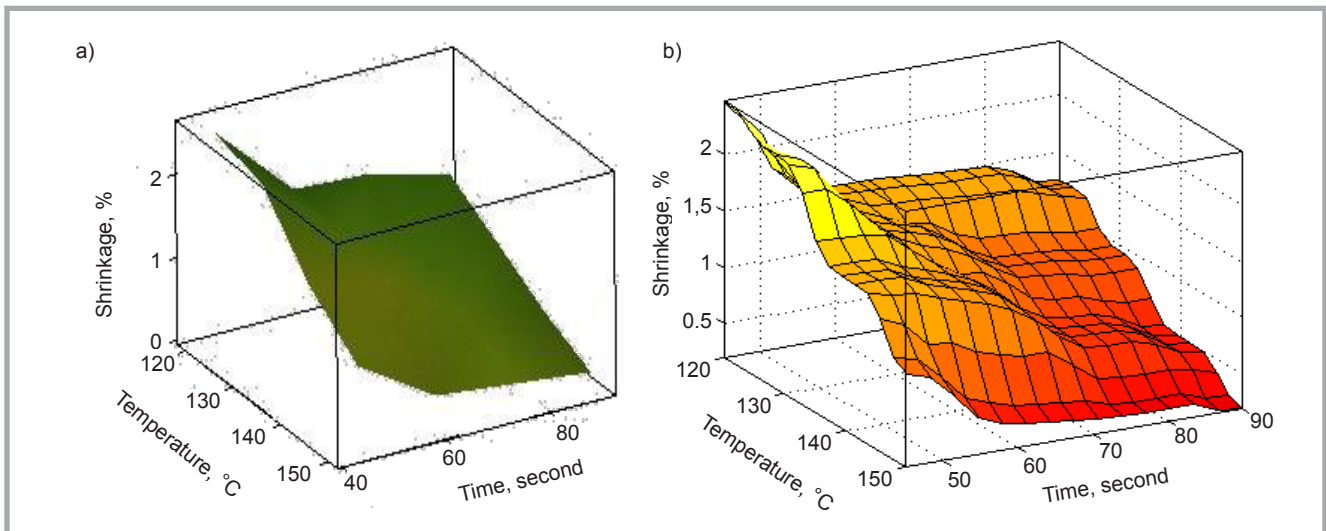 a)
Shrinkage, %
2
1
0
120
130
140
150
Temperature, °C
40
60
80
Time, second
b)
Shrinkage, %
2
1,5
1
0.5
120
130
140
150
Temperature, °C
50
60
70
80
90
Time, second